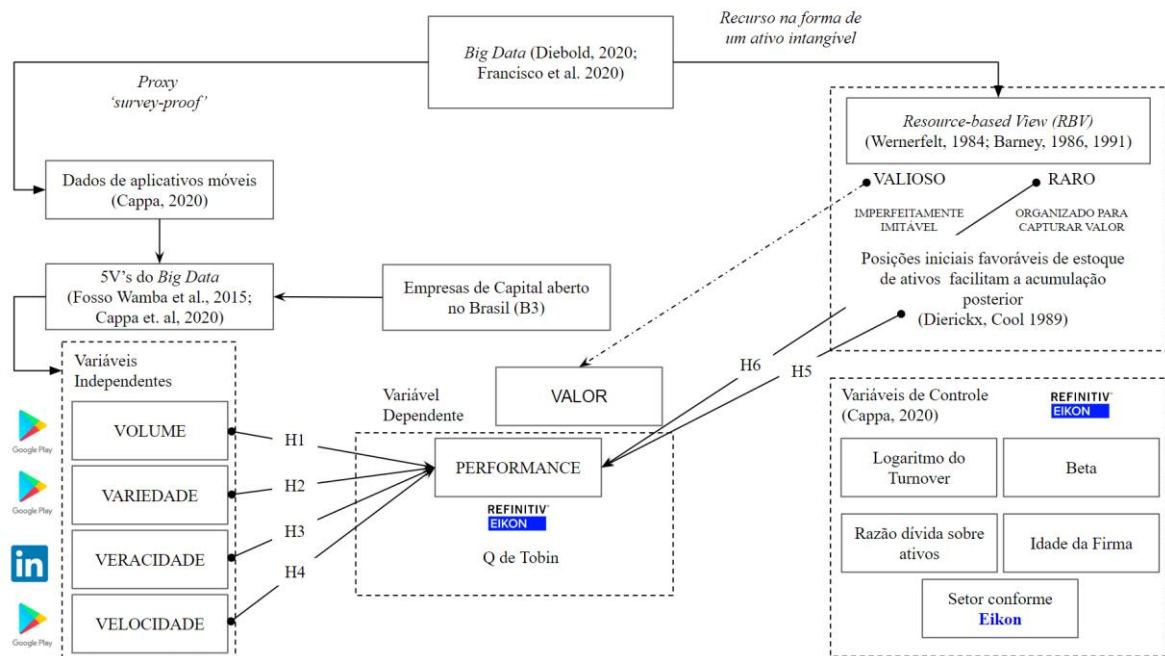 Recurso na forma de
um ativo intangível
Big Data (Diebold, 2020;
Francisco et al. 2020)
Proxy
‘survey-proof’
Resource-based View (RBV)
(Wernerfelt, 1984; Barney, 1986, 1991)
VALIOSO
RARO
IMPERFEITAMENTE
IMITÁVEL
ORGANIZADO PARA
CAPTURAR VALOR
Posições iniciais favoráveis de estoque
de ativos facilitam a acumulação
posterior
(Dierickx, Cool 1989)
Dados de aplicativos móveis
(Cappa, 2020)
5V's do Big Data
(Fosso Wamba et al., 2015;
Cappa et. al, 2020)
Empresas de Capital aberto
no Brasil (B3)
Variáveis
Independentes
Google Play
VOLUME
Google Play
VARIEDADE
in
VERACIDADE
Google Play
VELOCIDADE
H1
H2
H3
H4
Variável
Dependente
VALOR
PERFORMANCE
REFINITIV
EIKON
Q de Tobin
H6
H5
Variáveis de Controle
(Cappa, 2020)
REFINITIV
EIKON
Logaritmo do
Turnover
Beta
Razão dívida sobre
ativos
Idade da Firma
Setor conforme
Eikon